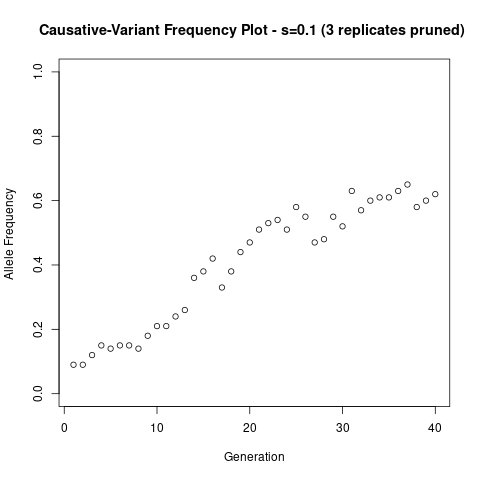 Causative-Variant Frequency Plot - s=0.1 (3 replicates pruned)
Allele Frequency
1.0
0.8
0.6
0.4
0.2
0.0
0 10 20 30 40
Generation